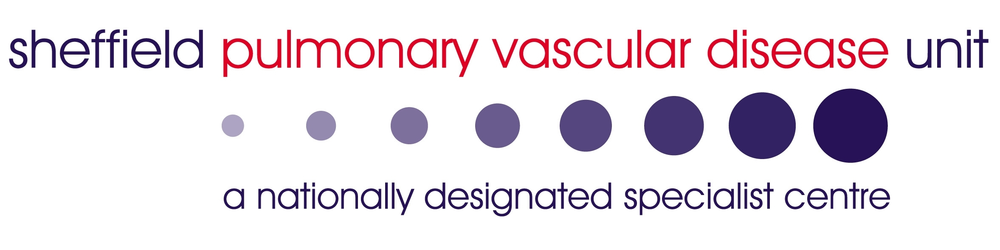 sheffield pulmonary vascular disease unit
a nationally designated specialist centre